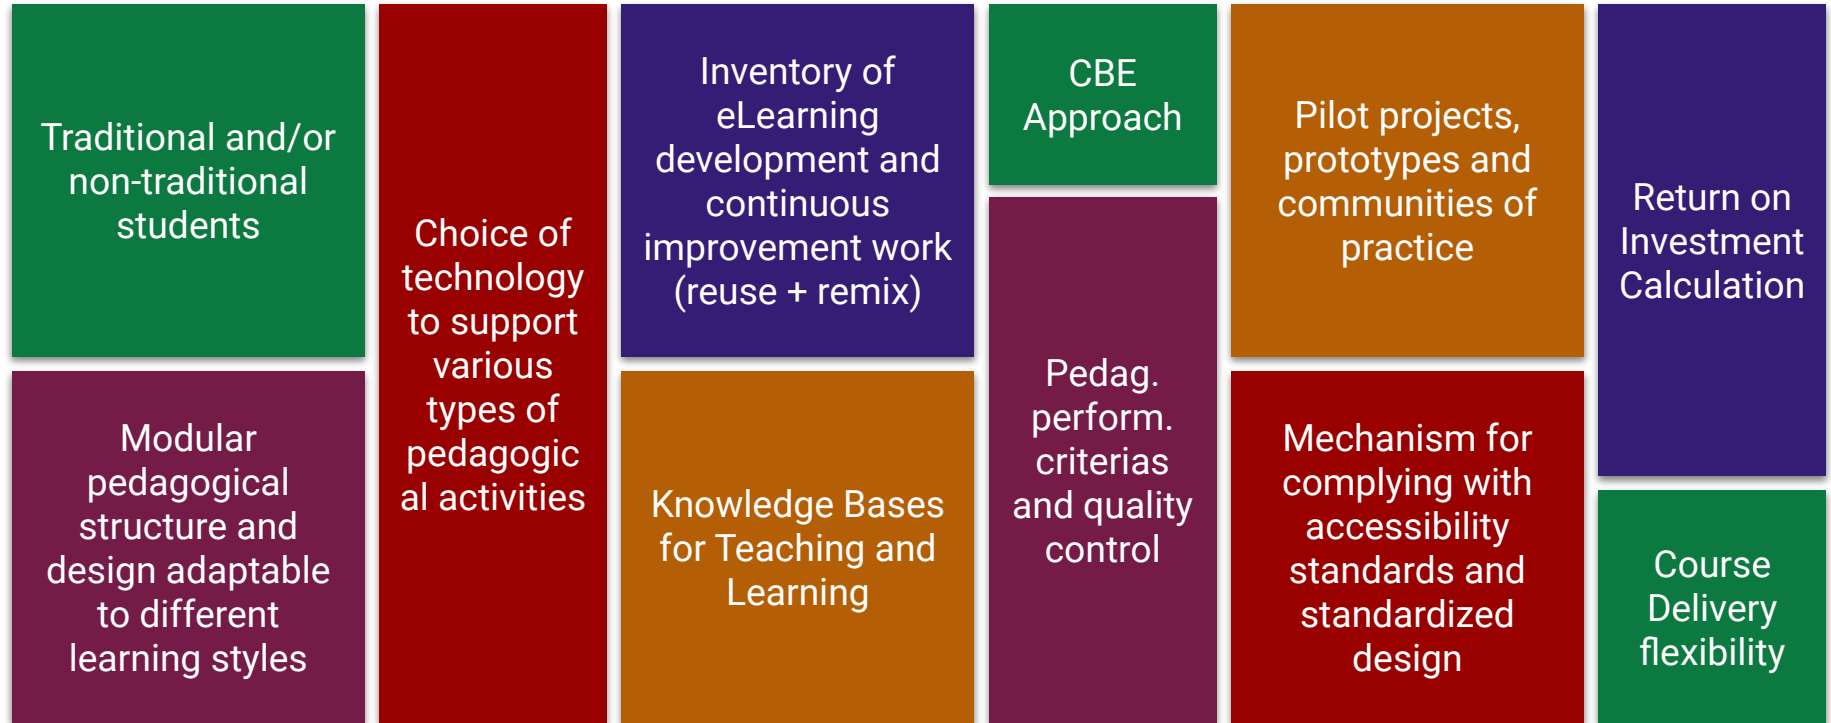 Traditional and/or
non-traditional
students
Modular
pedagogical
structure and
design adaptable
to different
learning styles
Choice of
technology
to support
various
types of
pedagogic
al activities
Inventory of
eLearning
development and
continuous
improvement work
(reuse + remix)
Knowledge Bases
for Teaching and
Learning
CBE
Approach
Pedag.
perform.
criterias
and quality
control
Pilot projects,
prototypes and
communities of
practice
Mechanism for
complying with
accessibility
standards and
standardized
design
Return on
Investment
Calculation
Course
Delivery
flexibility